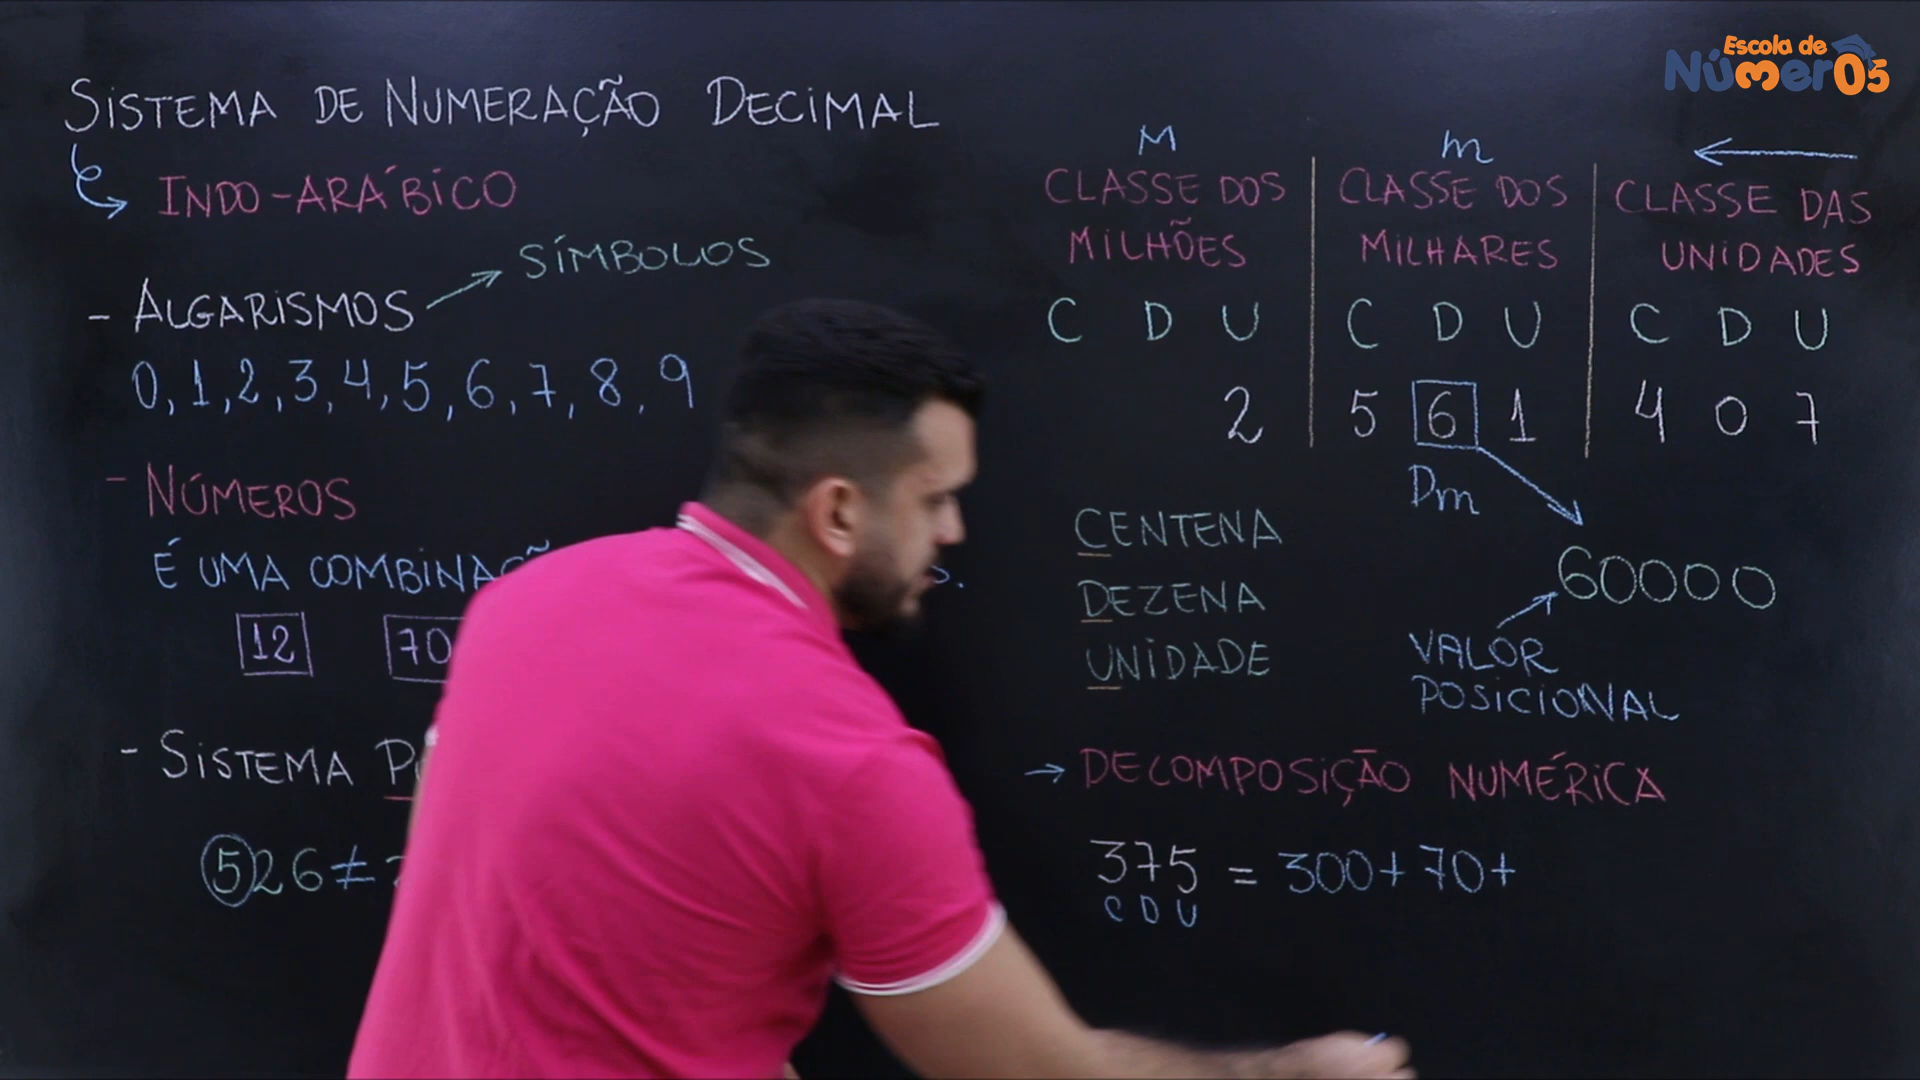 Escola de
NúmerOS
SISTEMA DE NUMERAÇÃO DECIMAL
INDO-ARÁBICO
SÍMBOLOS
- ALGARISMOS
0, 1, 2, 3, 4, 5, 6, 7, 8, 9
- NÚMEROS
É UMA
12
70
- SISTEMA
526 ≠
M
CLASSE DOS
MILHÕES
C D U
2
m
CLASSE DOS
MILHARES
C D U
5 6 1
Dm
CLASSE DAS
UNIDADES
C D U
4 0 7
CENTENA
DEZENA
UNIDADE
60000
VALOR
POSICIONAL
→ DECOMPOSIÇÃO NUMÉRICA
375 = 300 + 70 +
C D U